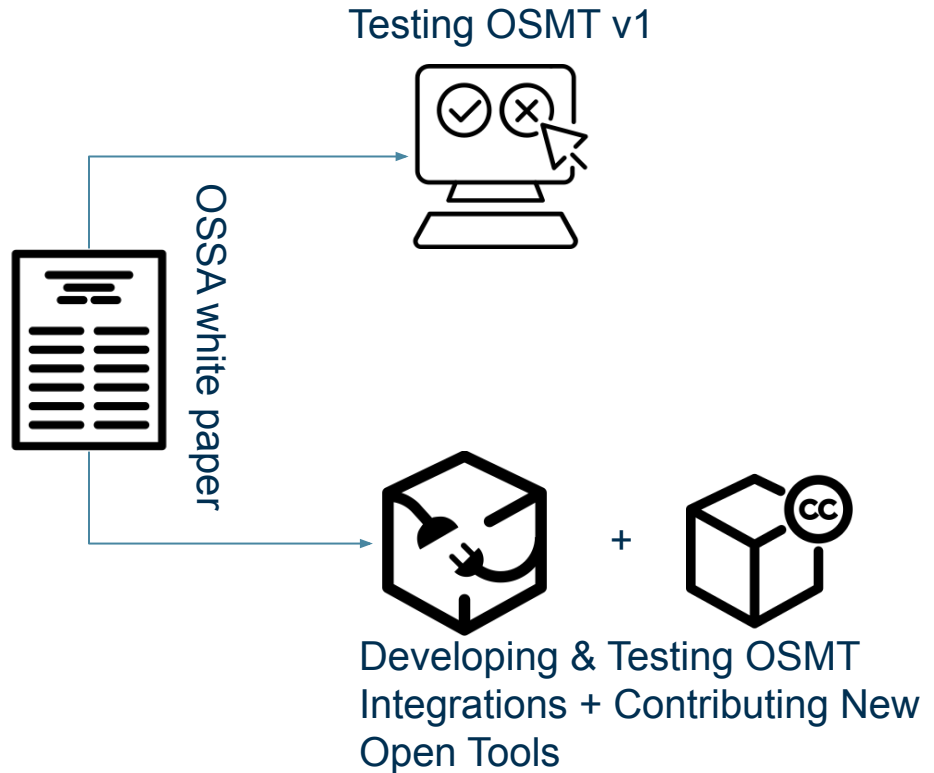 Testing OSMT v1
OSSA white paper
CC
+
Developing & Testing OSMT
Integrations + Contributing New
Open Tools